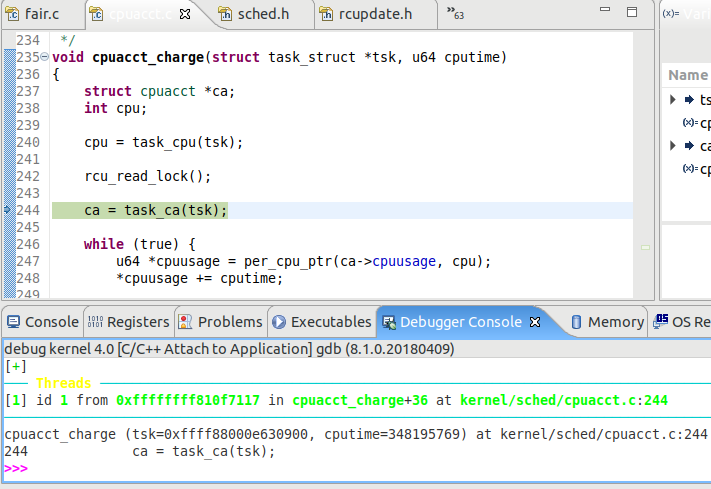 fair.c cpuacct.c sched.h rcupdate.h »63 (x)= Vari
234 */
235 void cpuacct_charge(struct task_struct *tsk, u64 cputime)
236 {
237 struct cpuacct *ca;
238 int cpu;
239
240 cpu = task_cpu(tsk);
241
242 rcu_read_lock();
243
244 ca = task_ca(tsk);
245
246 while (true) {
247 u64 *cpuusage = per_cpu_ptr(ca->cpuusage, cpu);
248 *cpuusage += cputime;
249
Name
ts
(x)= cp
ca
(x)= cp
Console Registers Problems Executables Debugger Console Memory OS Re
debug kernel 4.0 [C/C++ Attach to Application] gdb (8.1.0.20180409)
[+]
Threads
[1] id 1 from 0xffffffff810f7117 in cpuacct_charge+36 at kernel/sched/cpuacct.c:244
cpuacct_charge (tsk=0xffff88000e630900, cputime=348195769) at kernel/sched/cpuacct.c:244
244 ca = task_ca(tsk);
>>>